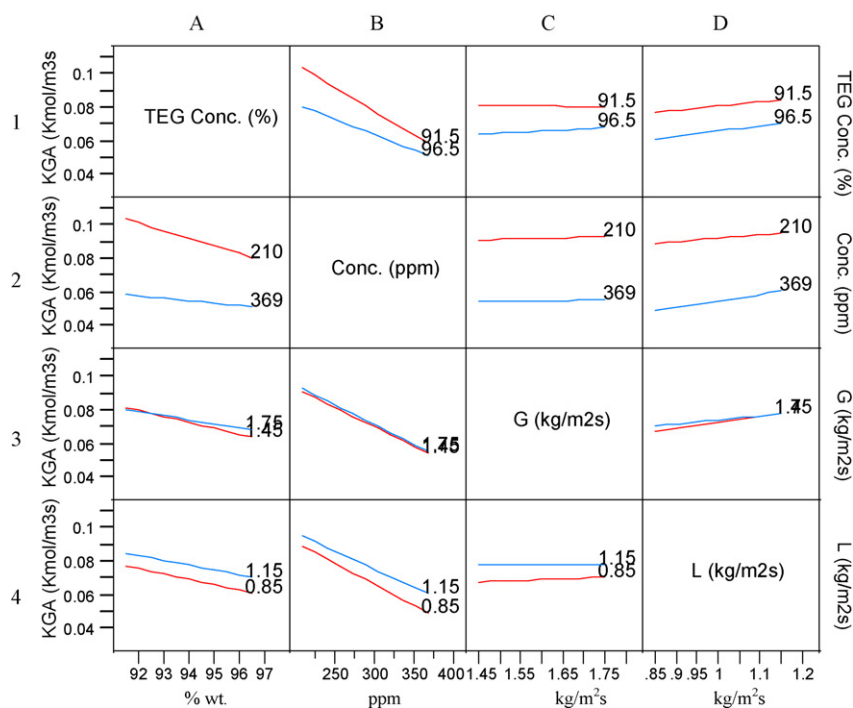 A B C D
1
KGA (Kmol/m3s)
0.1
0.08
0.06
0.04
TEG Conc. (%)
91.5
96.5
91.5
96.5
91.5
96.5
TEG Conc. (%)
2
KGA (Kmol/m3s)
0.1
0.08
0.06
0.04
210
369
Conc. (ppm)
210
369
210
369
Conc. (ppm)
3
KGA (Kmol/m3s)
0.1
0.08
0.06
0.04
1.75
1.45
1.75
1.45
G (kg/m2s)
G (kg/m2s)
4
KGA (Kmol/m3s)
0.1
0.08
0.06
0.04
1.15
0.85
1.15
0.85
1.15
0.85
L (kg/m2s)
L (kg/m2s)
92 93 94 95 96 97
250 300 350 400
1.45 1.55 1.65 1.75
.85 .9 .95 1 1.1 1.2
% wt. ppm kg/m²s kg/m²s